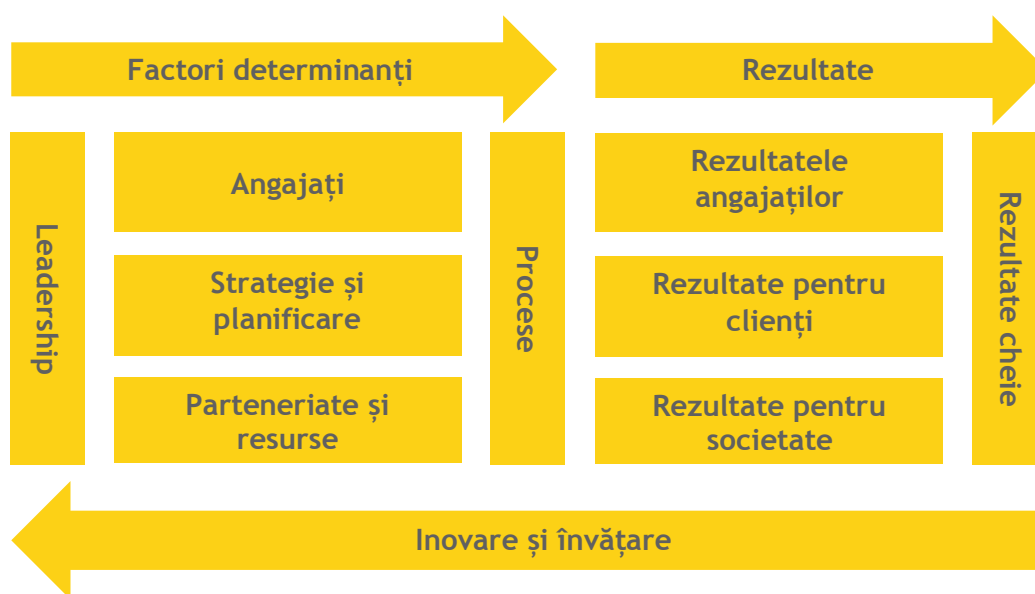 Factori determinanți
Rezultate
Leadership
Angajați
Strategie și
planificare
Parteneriate și
resurse
Procese
Rezultatele
angajaților
Rezultate pentru
clienți
Rezultate pentru
societate
Rezultate cheie
Inovare și învățare